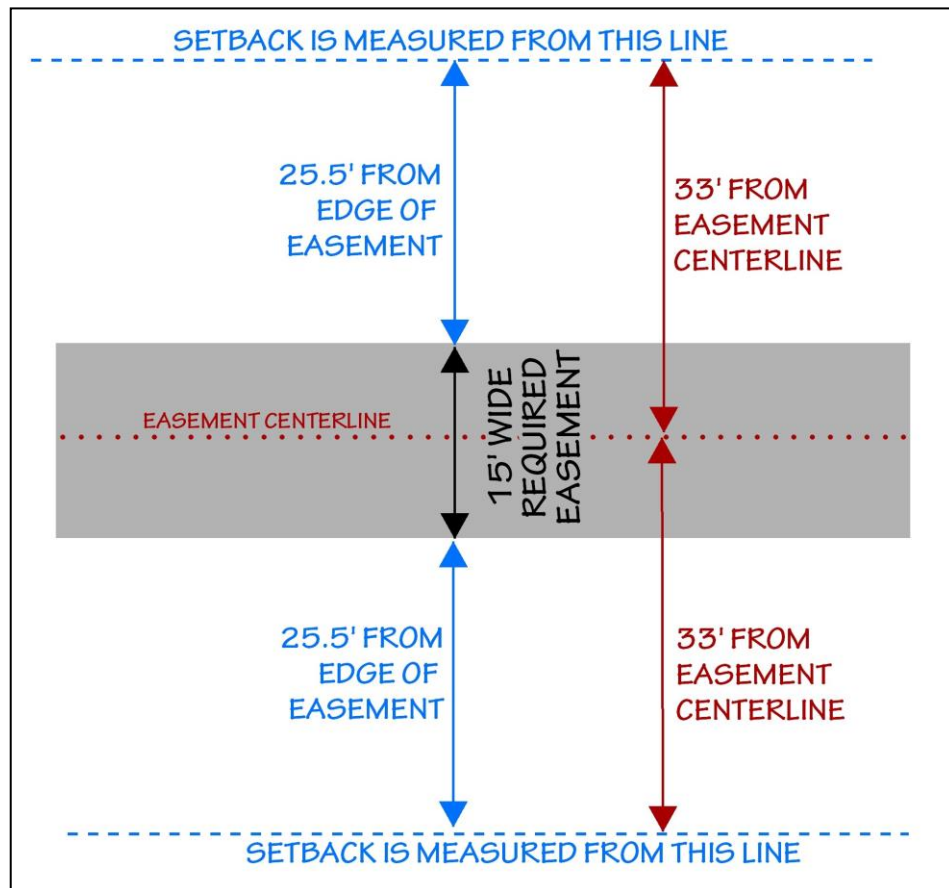 SETBACK IS MEASURED FROM THIS LINE
25.5' FROM
EDGE OF
EASEMENT
33' FROM
EASEMENT
CENTERLINE
EASEMENT CENTERLINE
15' WIDE
REQUIRED
EASEMENT
25.5' FROM
EDGE OF
EASEMENT
33' FROM
EASEMENT
CENTERLINE
SETBACK IS MEASURED FROM THIS LINE